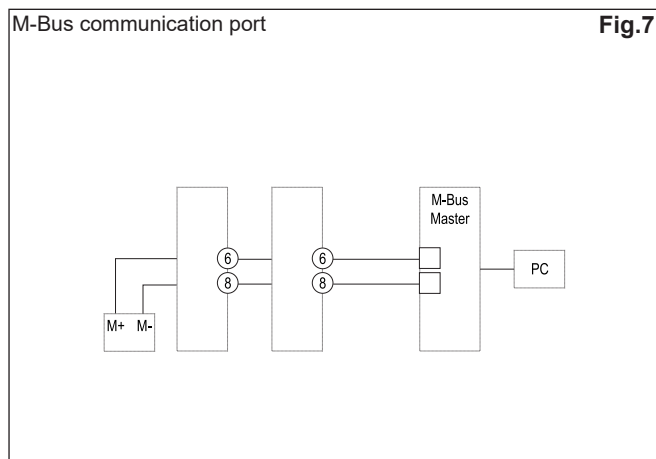 M-Bus communication port Fig.7
M-Bus
Master
6 6
8 8
PC
M+ M-